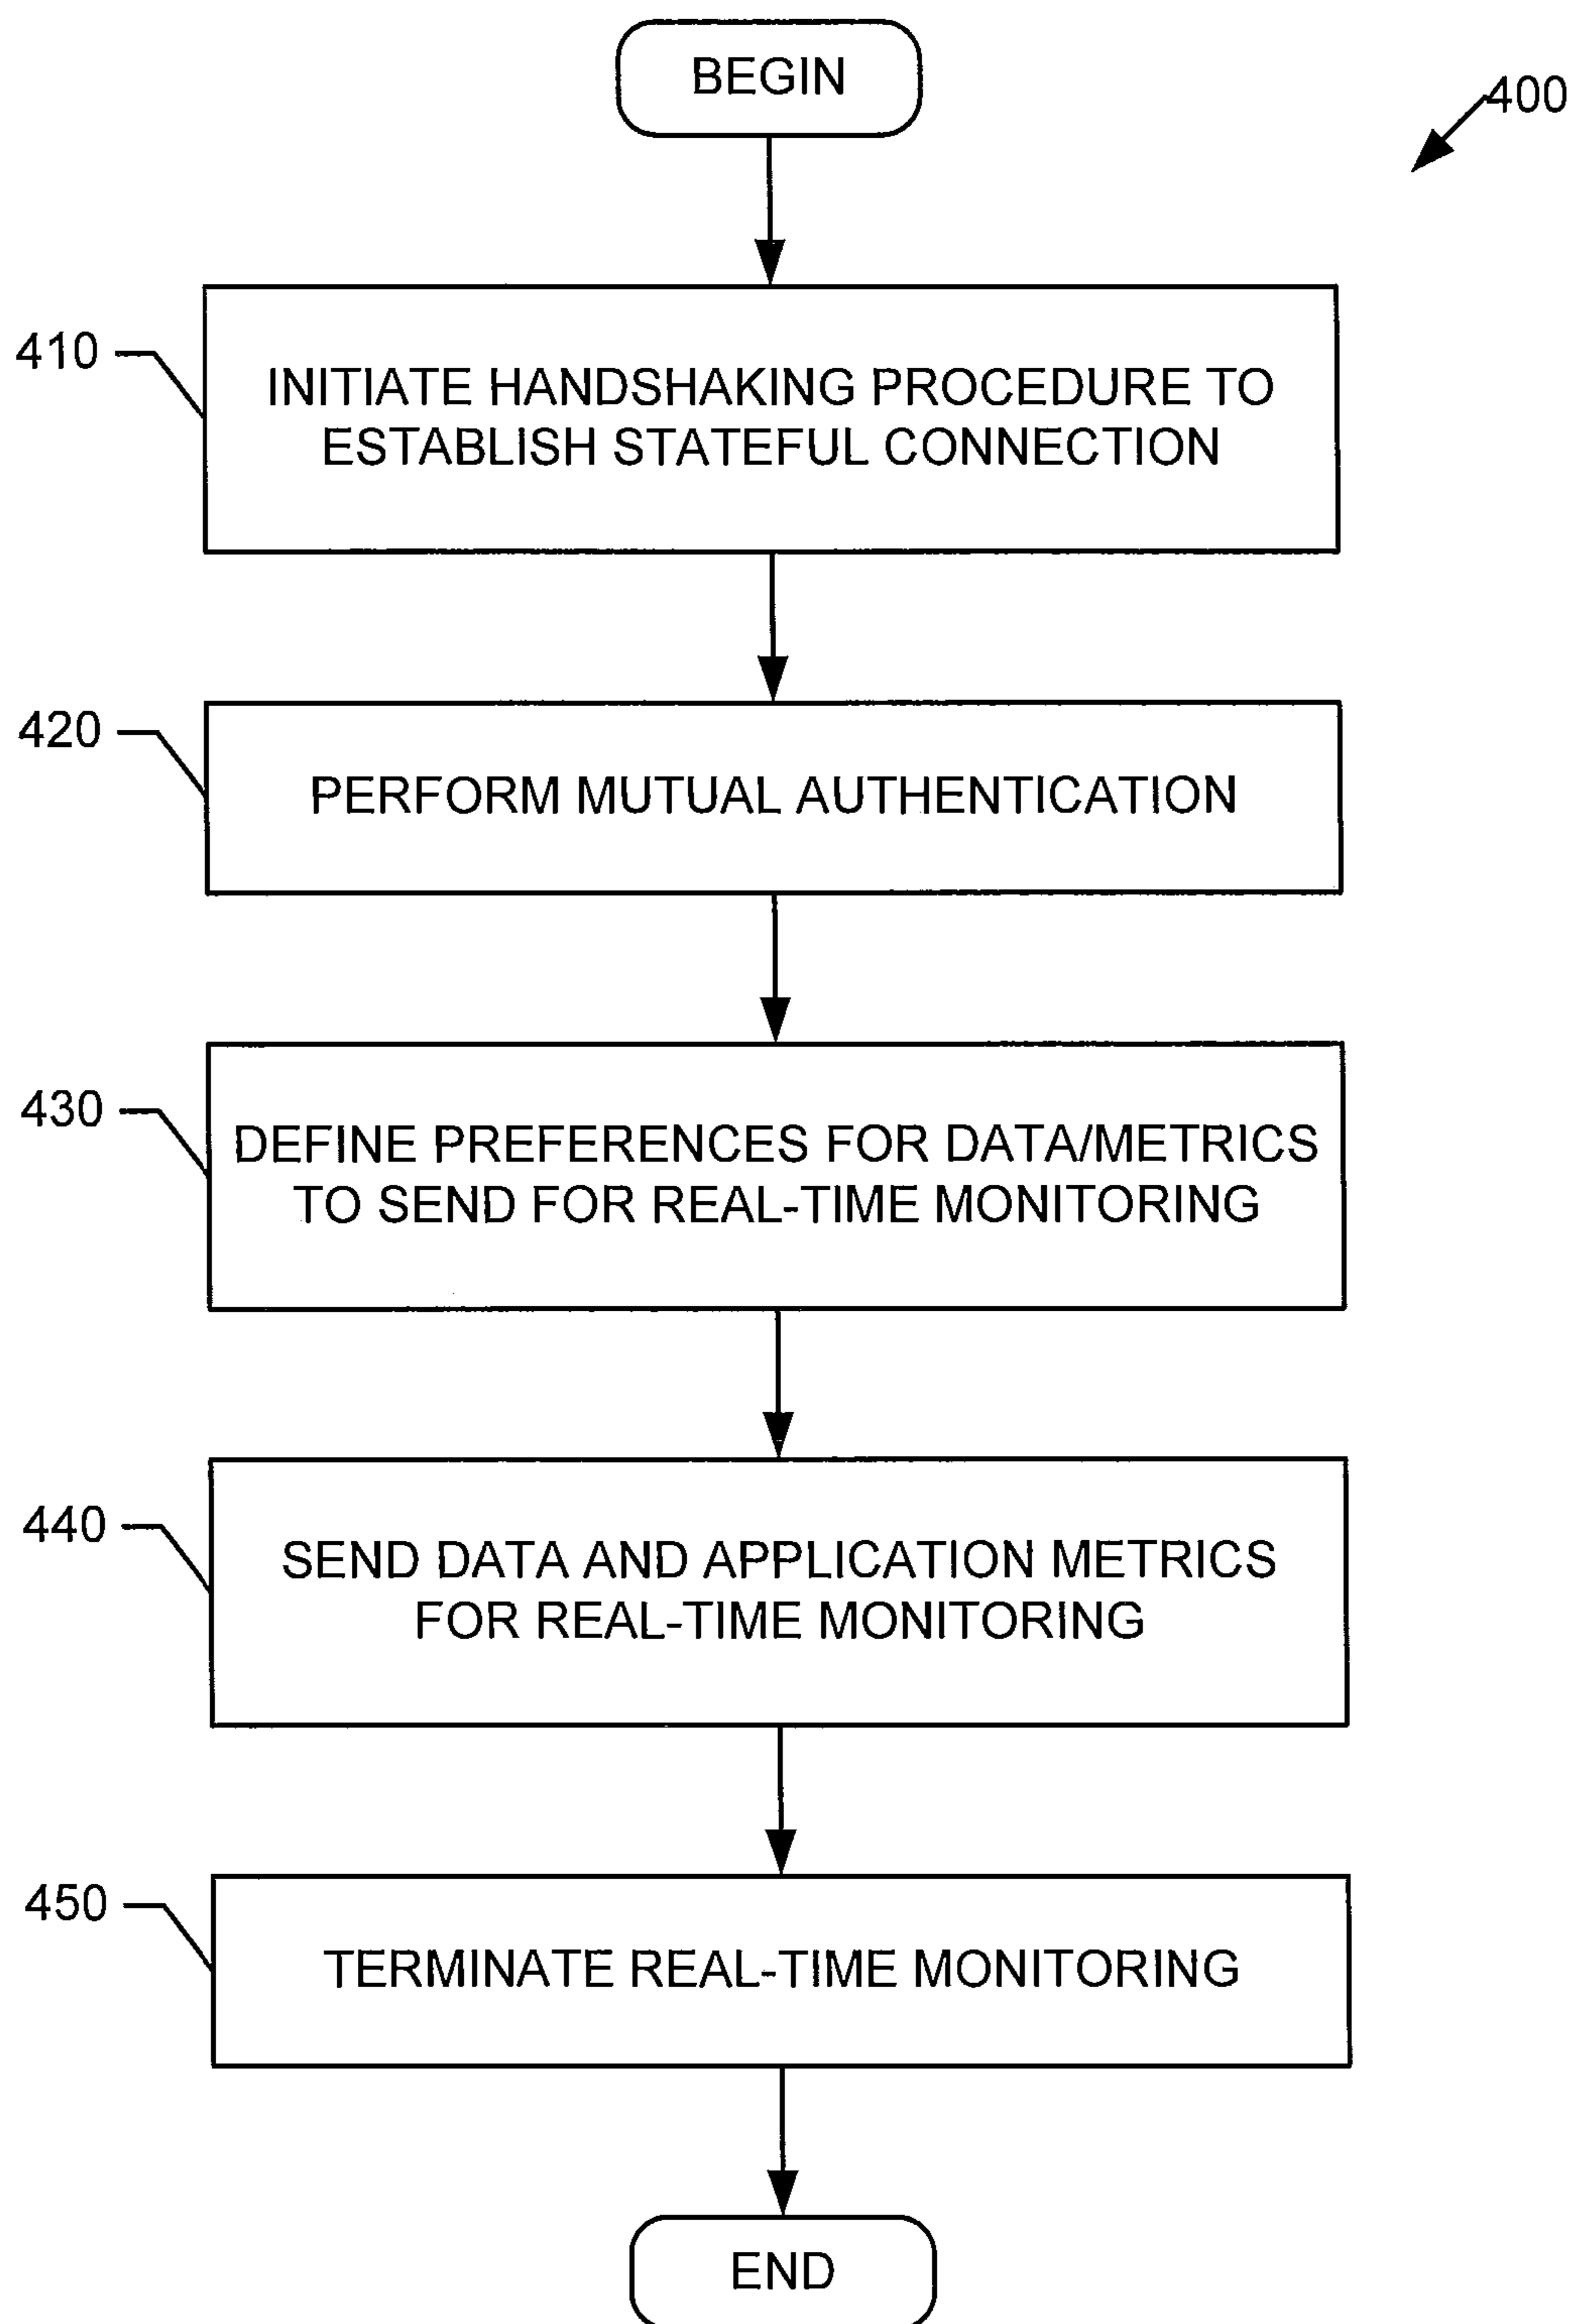 BEGIN
400
410
INITIATE HANDSHAKING PROCEDURE TO
ESTABLISH STATEFUL CONNECTION
420
PERFORM MUTUAL AUTHENTICATION
430
DEFINE PREFERENCES FOR DATA/METRICS
TO SEND FOR REAL-TIME MONITORING
440
SEND DATA AND APPLICATION METRICS
FOR REAL-TIME MONITORING
450
TERMINATE REAL-TIME MONITORING
END